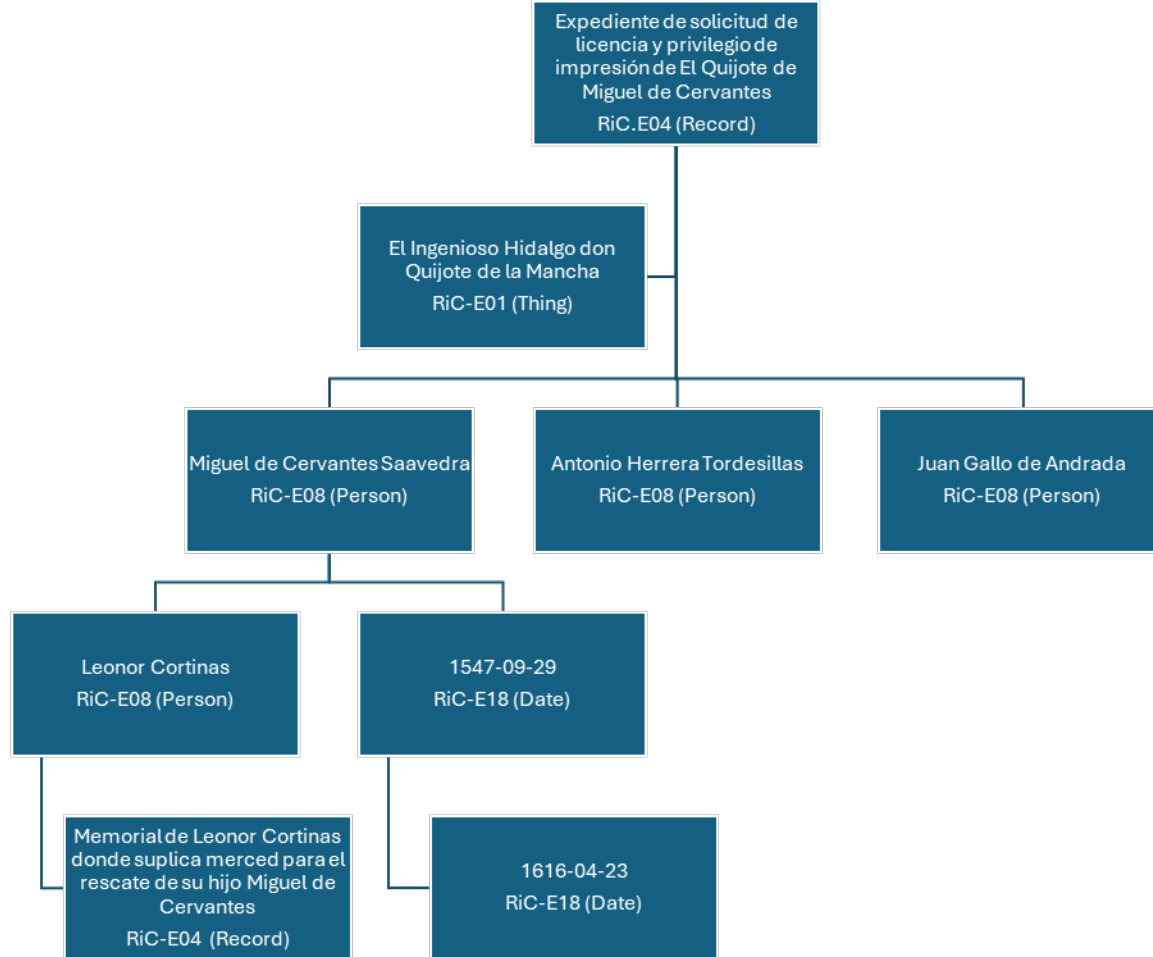 Expediente de solicitud de
licencia y privilegio de
impresión de El Quijote de
Miguel de Cervantes
RiC.E04 (Record)
El Ingenioso Hidalgo don
Quijote de la Mancha
RiC-E01 (Thing)
Miguel de Cervantes Saavedra
RiC-E08 (Person)
Antonio Herrera Tordesillas
RiC-E08 (Person)
Juan Gallo de Andrada
RiC-E08 (Person)
Leonor Cortinas
RiC-E08 (Person)
1547-09-29
RiC-E18 (Date)
Memorial de Leonor Cortinas
donde suplica merced para el
rescate de su hijo Miguel de
Cervantes
RiC-E04 (Record)
1616-04-23
RiC-E18 (Date)